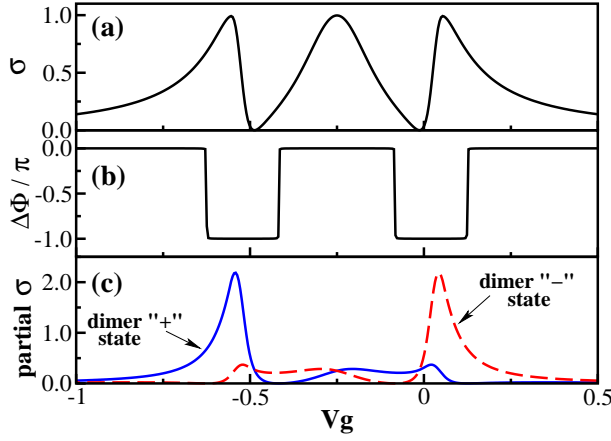 (a)
1.0
0.5
0.0
σ
(b)
0.0
-0.5
-1.0
ΔΦ / π
(c)
2.0
1.0
0.0
partial σ
dimer "+"
state
dimer "−"
state
-1
-0.5
0
0.5
Vg